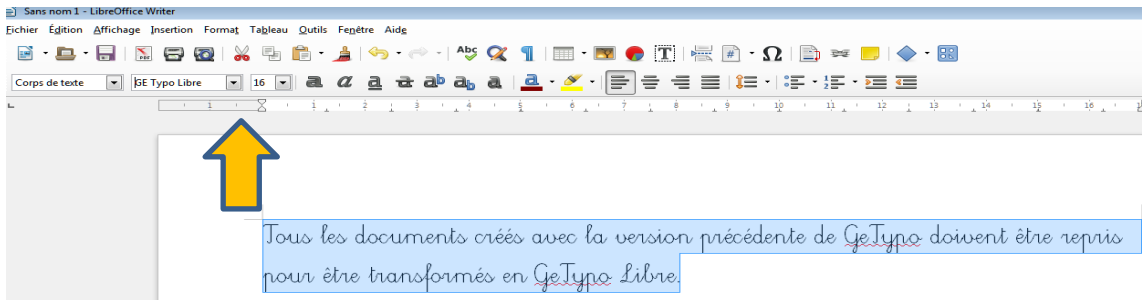 Sans nom 1 - LibreOffice Writer
Fichier Édition Affichage Insertion Format Tableau Outils Fenêtre Aide
Corps de texte GE Typo Libre 16
1 1 2 3 4 5 6 7 8 9 10 11 12 13 14 15 16
Tous les documents créés avec la version précédente de GeTypo doivent être repris
pour être transformés en GeTypo Libre.